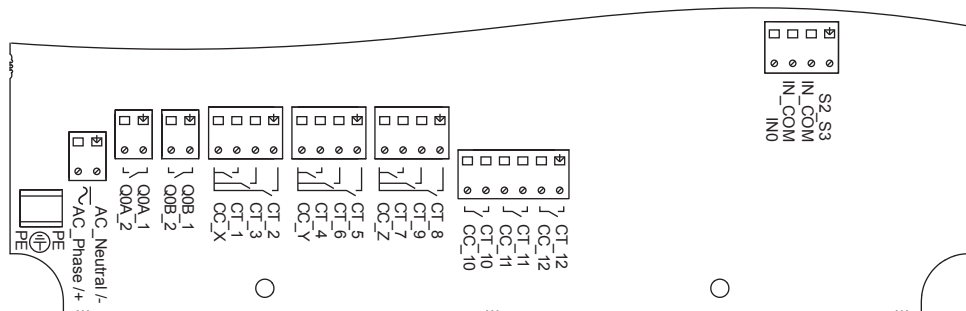 PE
PE
AC_Phase /+
AC_Neutral /-
Q0A_2
Q0A_1
Q0B_2
Q0B_1
CC_X
CT_1
CT_3
CT_2
CC_Y
CT_4
CT_6
CT_5
CC_Z
CT_7
CT_9
CT_8
CC_10
CT_10
CC_11
CT_11
CC_12
CT_12
IN0
IN_COM
IN_COM
S2_S3